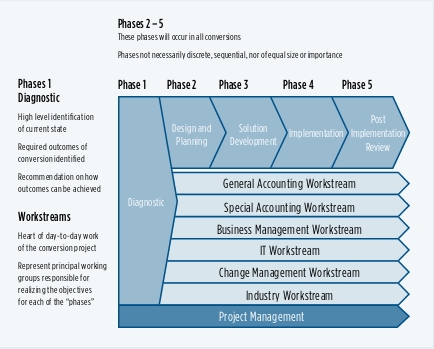 Phases 2 – 5
These phases will occur in all conversions
Phases not necessarily discrete, sequential, nor of equal size or importance
Phases 1
Diagnostic
High level identification
of current state
Required outcomes of
conversion identified
Recommendation on how
outcomes can be achieved
Workstreams
Heart of day-to-day work
of the conversion project
Represent principal working
groups responsible for
realizing the objectives
for each of the "phases"
Phase 1
Phase 2
Phase 3
Phase 4
Phase 5
Diagnostic
Design and
Planning
Solution
Development
Implementation
Post
Implementation
Review
General Accounting Workstream
Special Accounting Workstream
Business Management Workstream
IT Workstream
Change Management Workstream
Industry Workstream
Project Management